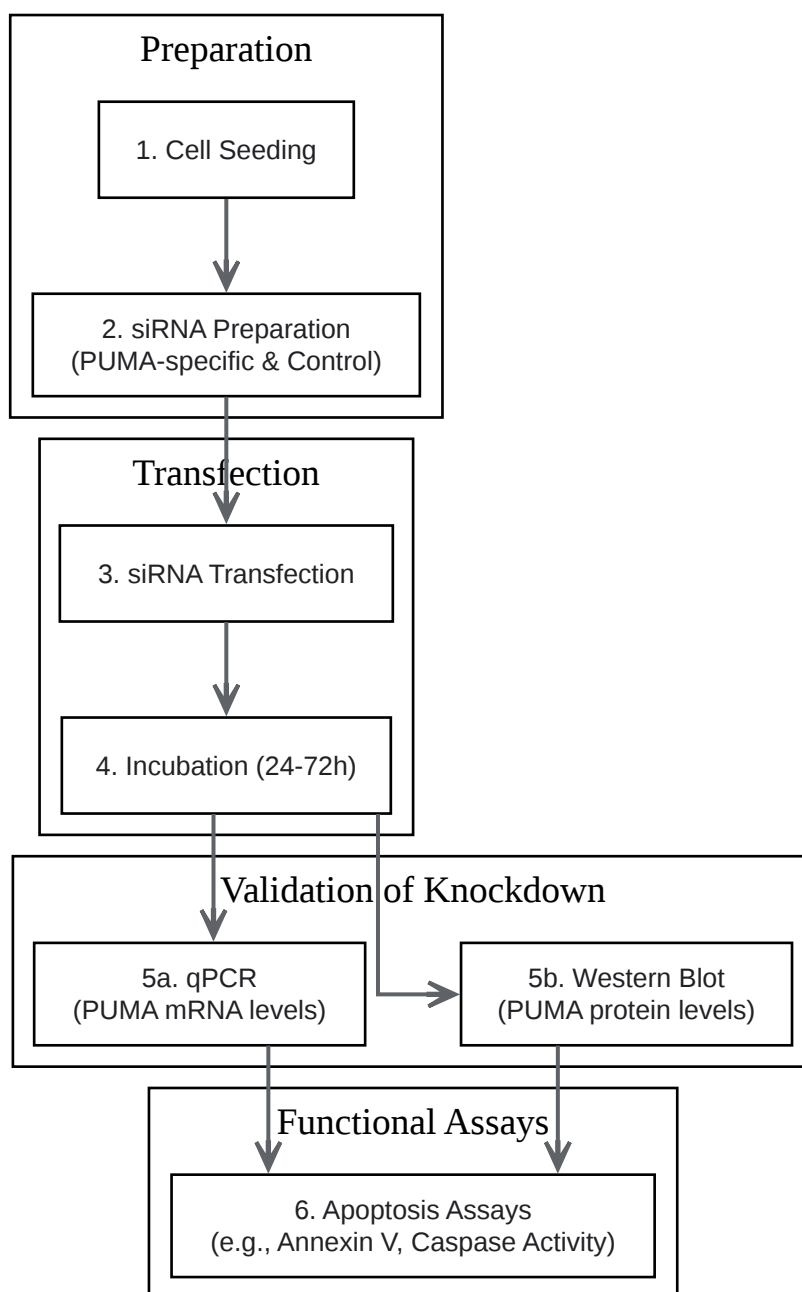 Preparation
1. Cell Seeding
2. siRNA Preparation
(PUMA-specific & Control)
Transfection
3. siRNA Transfection
4. Incubation (24-72h)
Validation of Knockdown
5a. qPCR
(PUMA mRNA levels)
5b. Western Blot
(PUMA protein levels)
Functional Assays
6. Apoptosis Assays
(e.g., Annexin V, Caspase Activity)